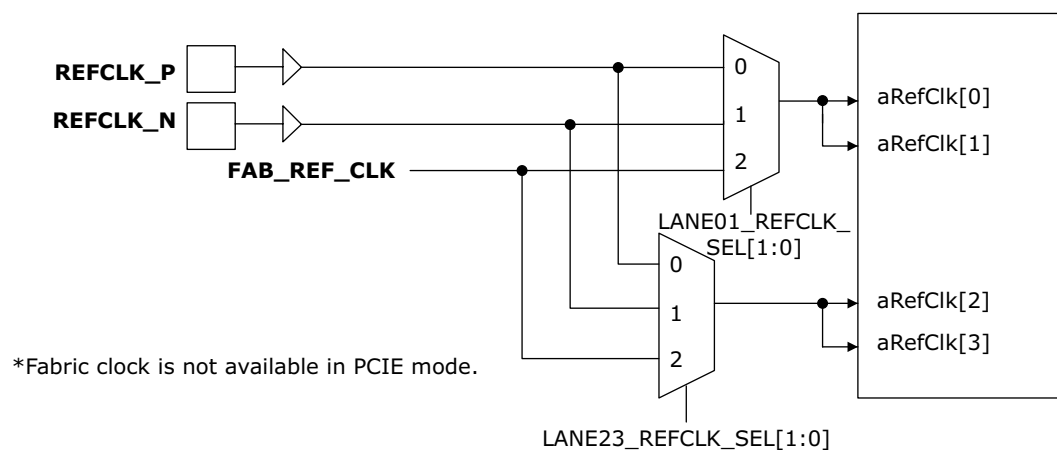 REFCLK_P
0
REFCLK_N
1
FAB_REF_CLK
2
aRefClk[0]
aRefClk[1]
LANE01_REFCLK_
SEL[1:0]
0
1
2
aRefClk[2]
aRefClk[3]
*Fabric clock is not available in PCIE mode.
LANE23_REFCLK_SEL[1:0]